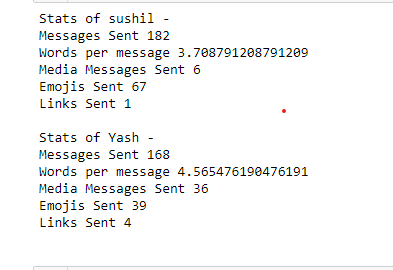 Stats of sushil -
Messages Sent 182
Words per message 3.708791208791209
Media Messages Sent 6
Emojis Sent 67
Links Sent 1
Stats of Yash -
Messages Sent 168
Words per message 4.565476190476191
Media Messages Sent 36
Emojis Sent 39
Links Sent 4